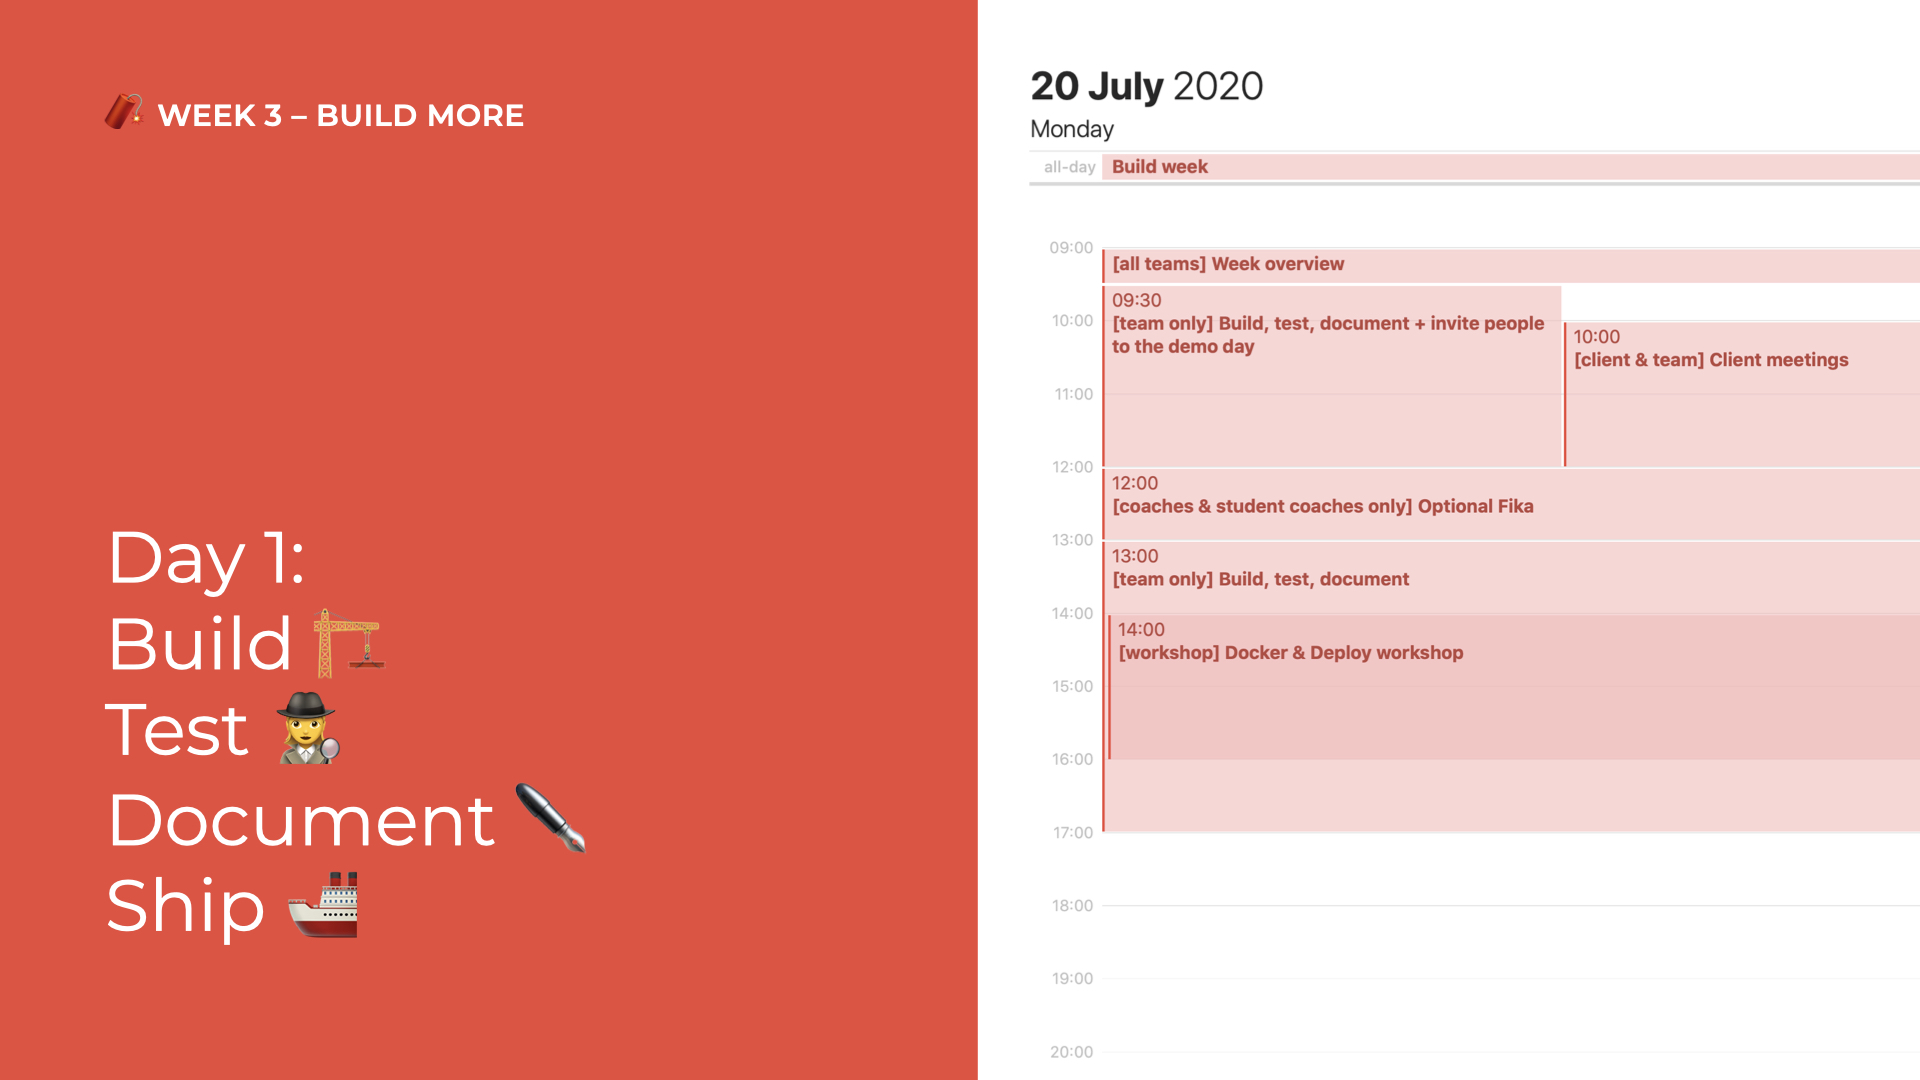 WEEK 3 – BUILD MORE
Day 1:
Build
Test
Document
Ship
20 July 2020
Monday
all-day
Build week
09:00
[all teams] Week overview
09:30
[team only] Build, test, document + invite people
to the demo day
10:00
10:00
[client & team] Client meetings
11:00
12:00
12:00
[coaches & student coaches only] Optional Fika
13:00
13:00
[team only] Build, test, document
14:00
14:00
[workshop] Docker & Deploy workshop
15:00
16:00
17:00
18:00
19:00
20:00